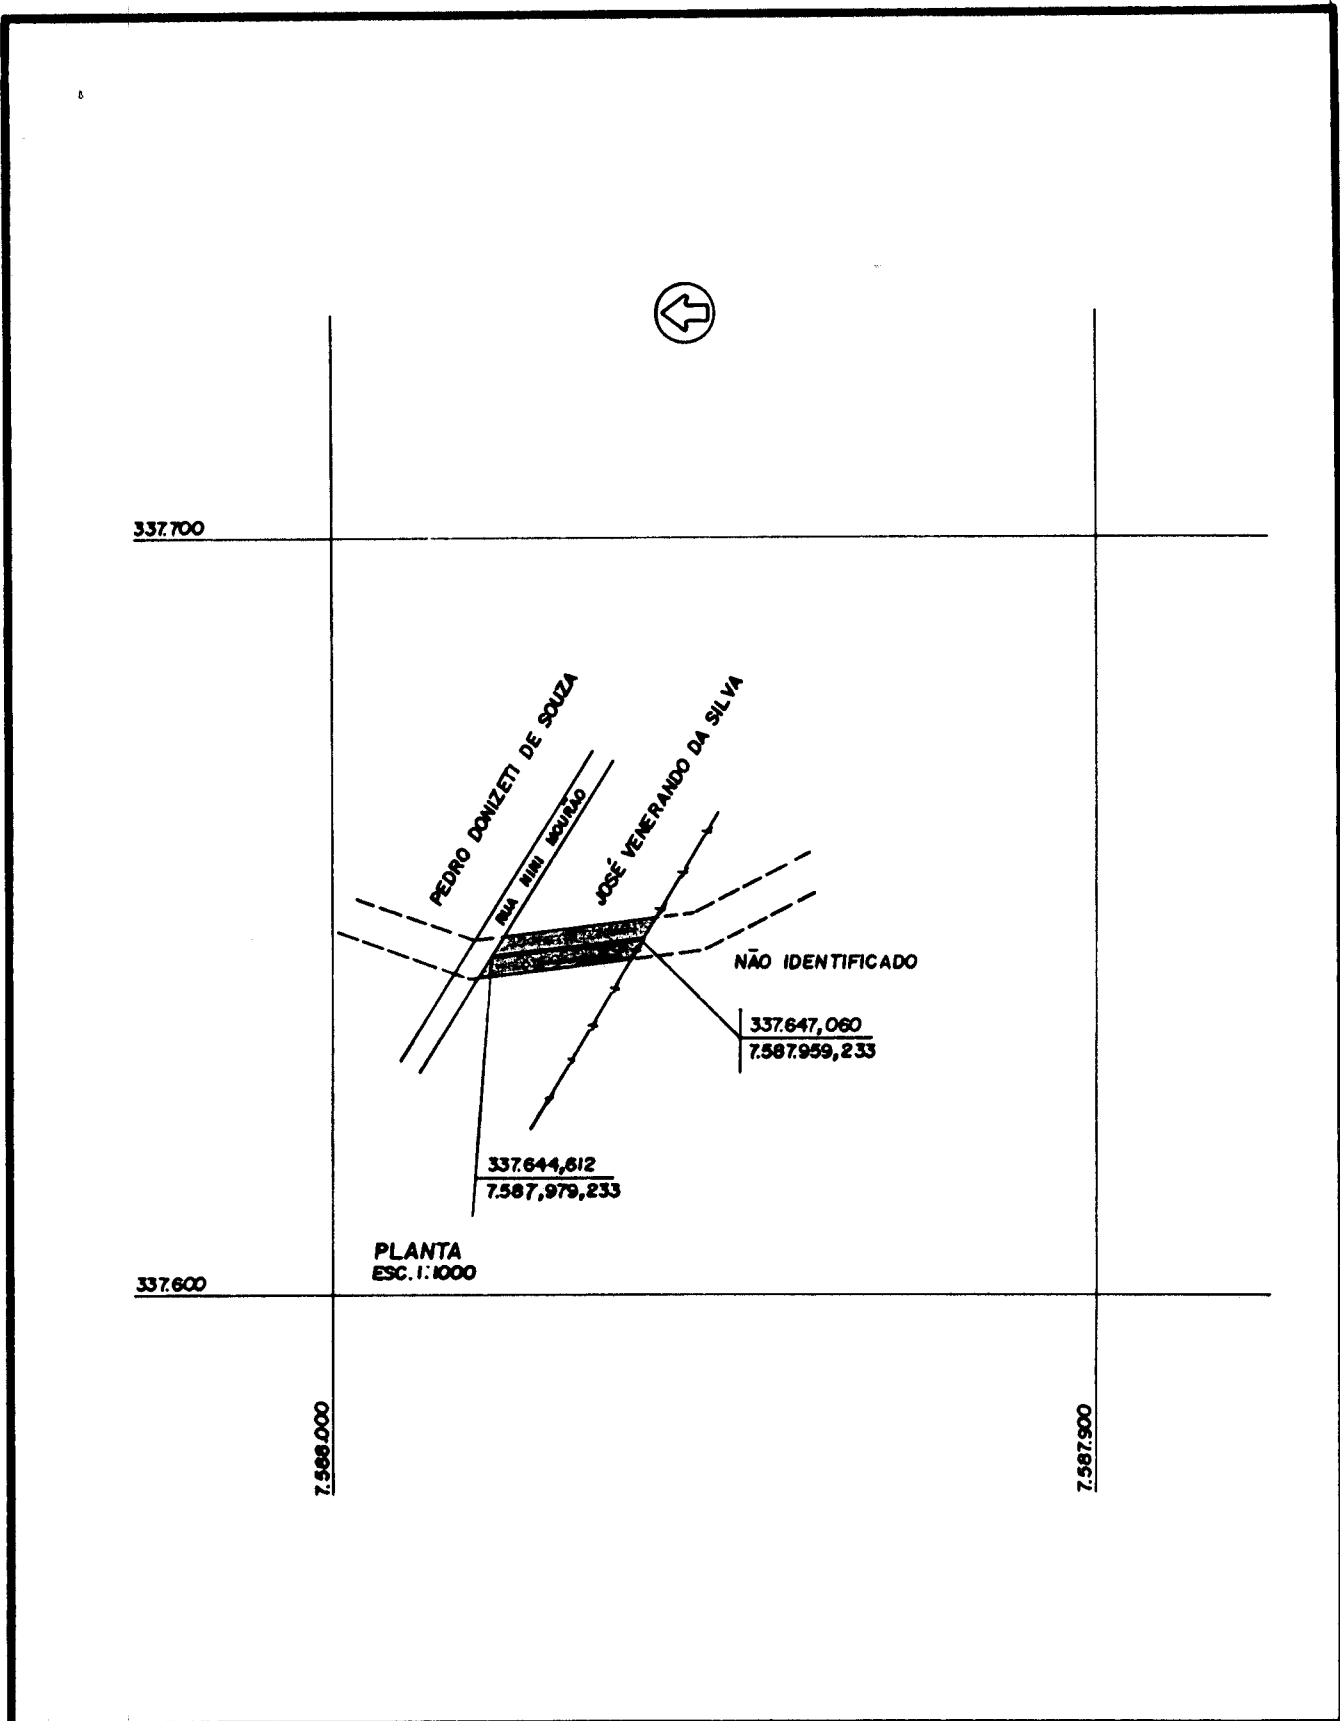 337.700
PEDRO DONIZETI DE SOUZA
RUA MINI MOURÃO
JOSÉ VENERANDO DA SILVA
NÃO IDENTIFICADO
337.647,060
7.587.959,233
337.644,612
7.587,979,233
PLANTA
ESC. 1:1000
337.600
7.588.000
7.587.900